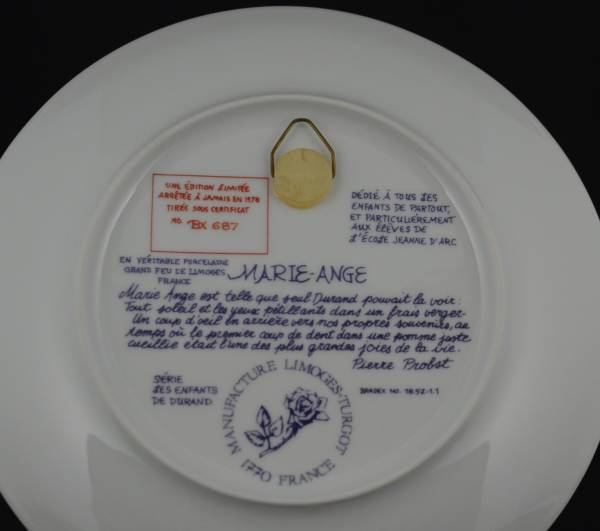 UNE ÉDITION LIMITÉE
ARRÊTÉE À JAMAIS EN 1978
TIRÉE SOUS CERTIFICAT
NO. BX 687
DÉDIÉ À TOUS LES
ENFANTS DE PARTOUT,
ET PARTICULIÈREMENT
AUX ÉLÈVES DE
L'ÉCOLE JEANNE D'ARC
EN VÉRITABLE PORCELAINE
GRAND FEU DE LIMOGES
FRANCE
MARIE-ANGE
Marie Ange est telle que seul Durand pouvait la voir:
Tout soleil et les yeux pétillants dans un frais verger.
Un coup d'oeil en arrière vers nos propres souvenirs, au
temps où le premier coup de dent dans une pomme juste
cueillie était l'une des plus grandes joies de la vie.
Pierre Probst
SÉRIE
LES ENFANTS
DE DURAND
BRADEX NO. 18.52-1.1
MANUFACTURE LIMOGES-TURGOT
1770 FRANCE